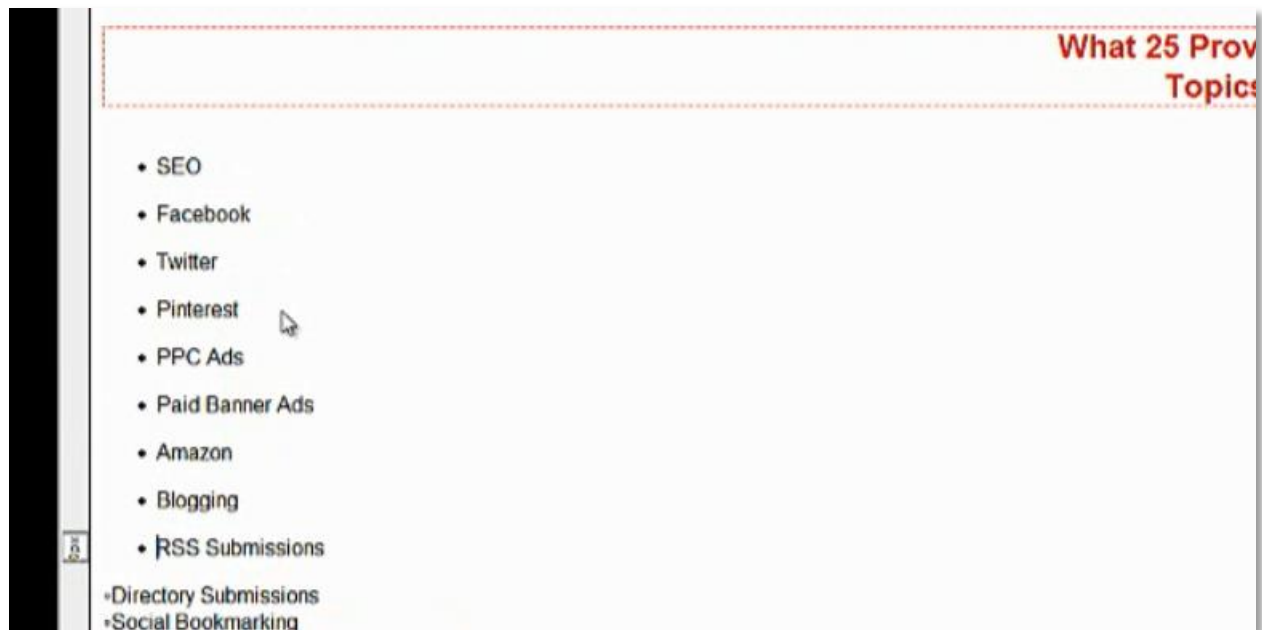 What 25 Prov
Topics
• SEO
• Facebook
• Twitter
• Pinterest
• PPC Ads
• Paid Banner Ads
• Amazon
• Blogging
• RSS Submissions
•Directory Submissions
•Social Bookmarking